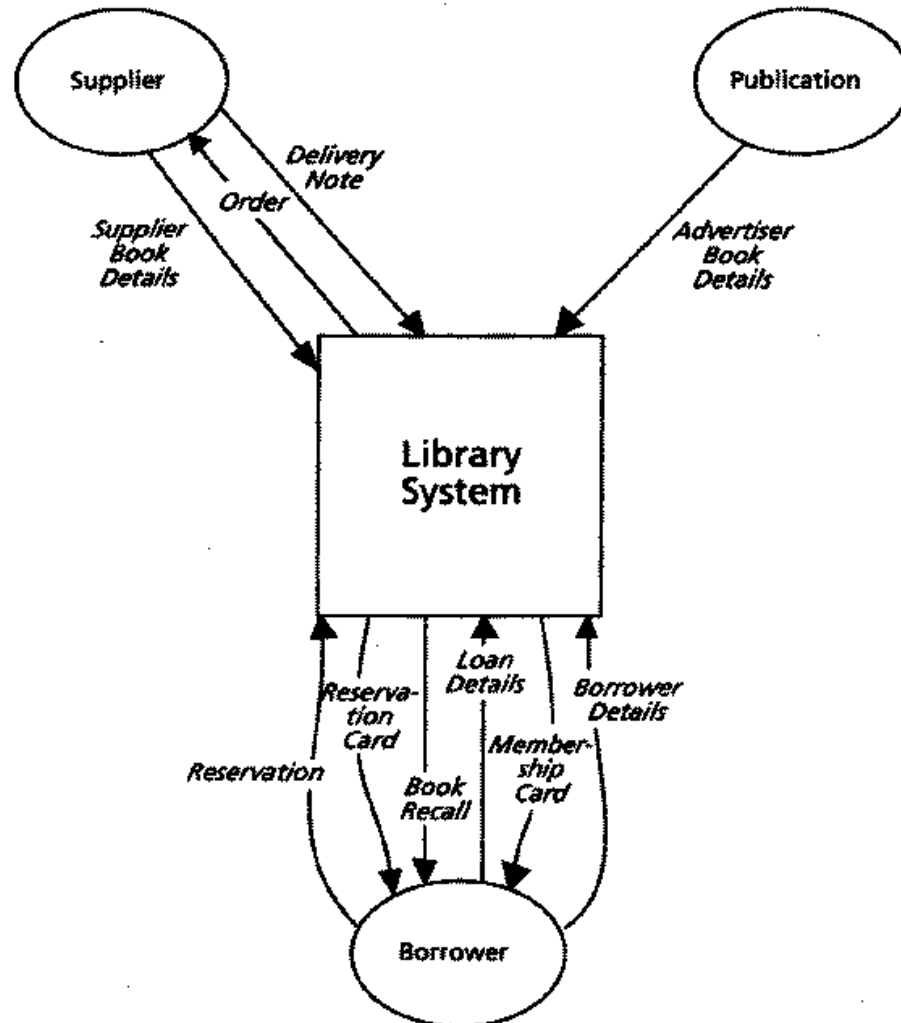 Supplier
Publication
Delivery
Note
Order
Supplier
Book
Details
Advertiser
Book
Details
Library
System
Reserva-
tion
Card
Loan
Details
Borrower
Details
Reservation
Book
Recall
Member-
ship
Card
Borrower